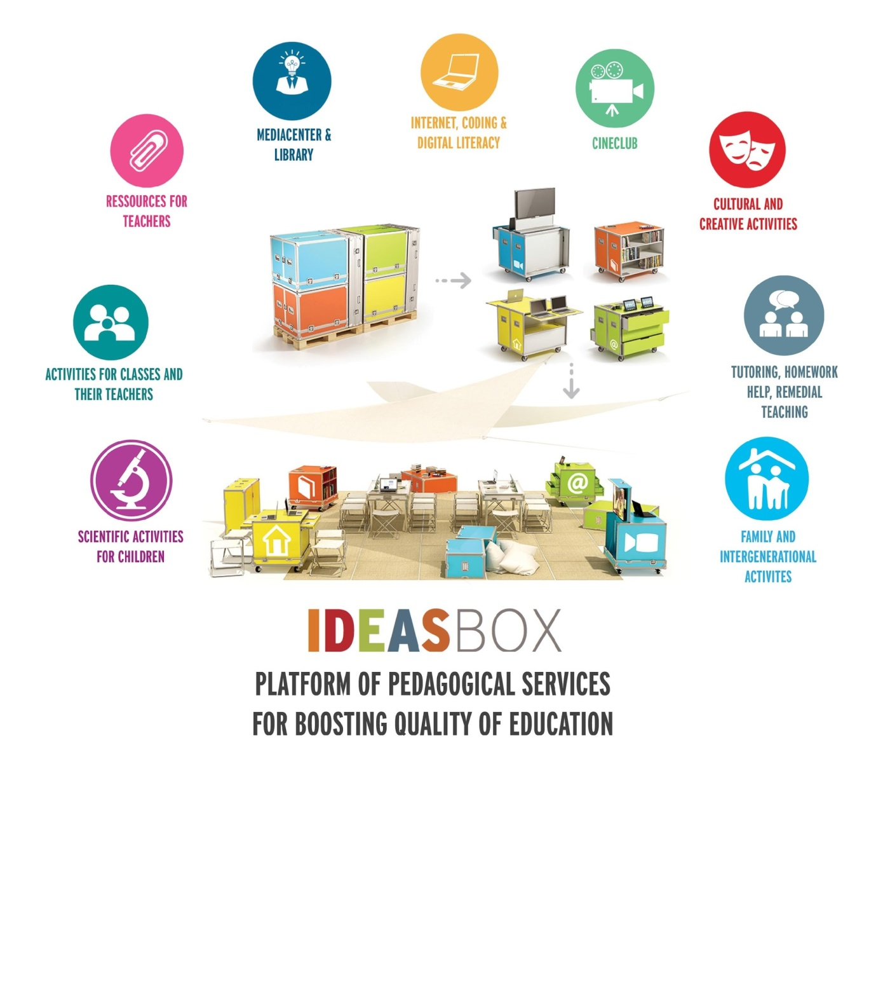 MEDIACENTER &
LIBRARY
INTERNET, CODING &
DIGITAL LITERACY
CINECLUB
RESSOURCES FOR
TEACHERS
CULTURAL AND
CREATIVE ACTIVITIES
ACTIVITIES FOR CLASSES AND
THEIR TEACHERS
TUTORING, HOMEWORK
HELP, REMEDIAL
TEACHING
@
SCIENTIFIC ACTIVITIES
FOR CHILDREN
@
FAMILY AND
INTERGENERATIONAL
ACTIVITES
IDEASBOX
PLATFORM OF PEDAGOGICAL SERVICES
FOR BOOSTING QUALITY OF EDUCATION